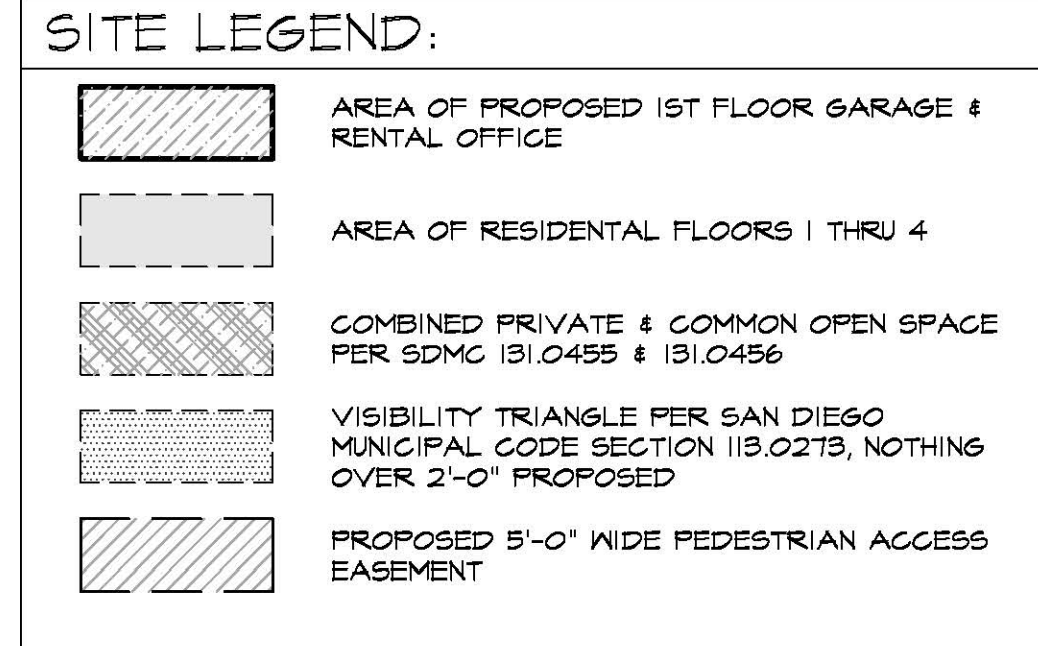 SITE LEGEND:
AREA OF PROPOSED 1ST FLOOR GARAGE &
RENTAL OFFICE
AREA OF RESIDENTAL FLOORS 1 THRU 4
COMBINED PRIVATE & COMMON OPEN SPACE
PER SDMC 131.0455 & 131.0456
VISIBILITY TRIANGLE PER SAN DIEGO
MUNICIPAL CODE SECTION 113.0273, NOTHING
OVER 2'-0" PROPOSED
PROPOSED 5'-0" WIDE PEDESTRIAN ACCESS
EASEMENT